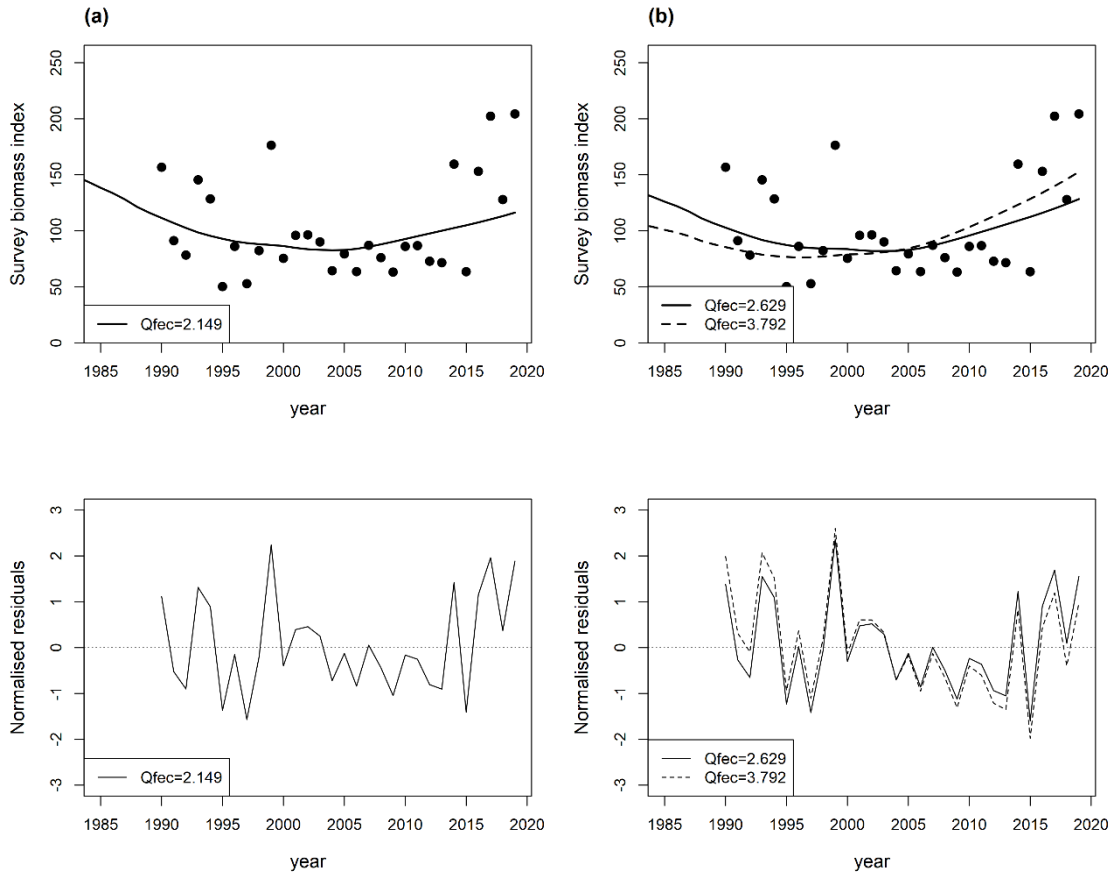 (a)
Survey biomass index
250
200
150
100
50
0
Qfec=2.149
1985 1990 1995 2000 2005 2010 2015 2020
year
(b)
Survey biomass index
250
200
150
100
50
0
Qfec=2.629
Qfec=3.792
1985 1990 1995 2000 2005 2010 2015 2020
year
Normalised residuals
3
2
1
0
-1
-2
-3
Qfec=2.149
1985 1990 1995 2000 2005 2010 2015 2020
year
Normalised residuals
3
2
1
0
-1
-2
-3
Qfec=2.629
Qfec=3.792
1985 1990 1995 2000 2005 2010 2015 2020
year